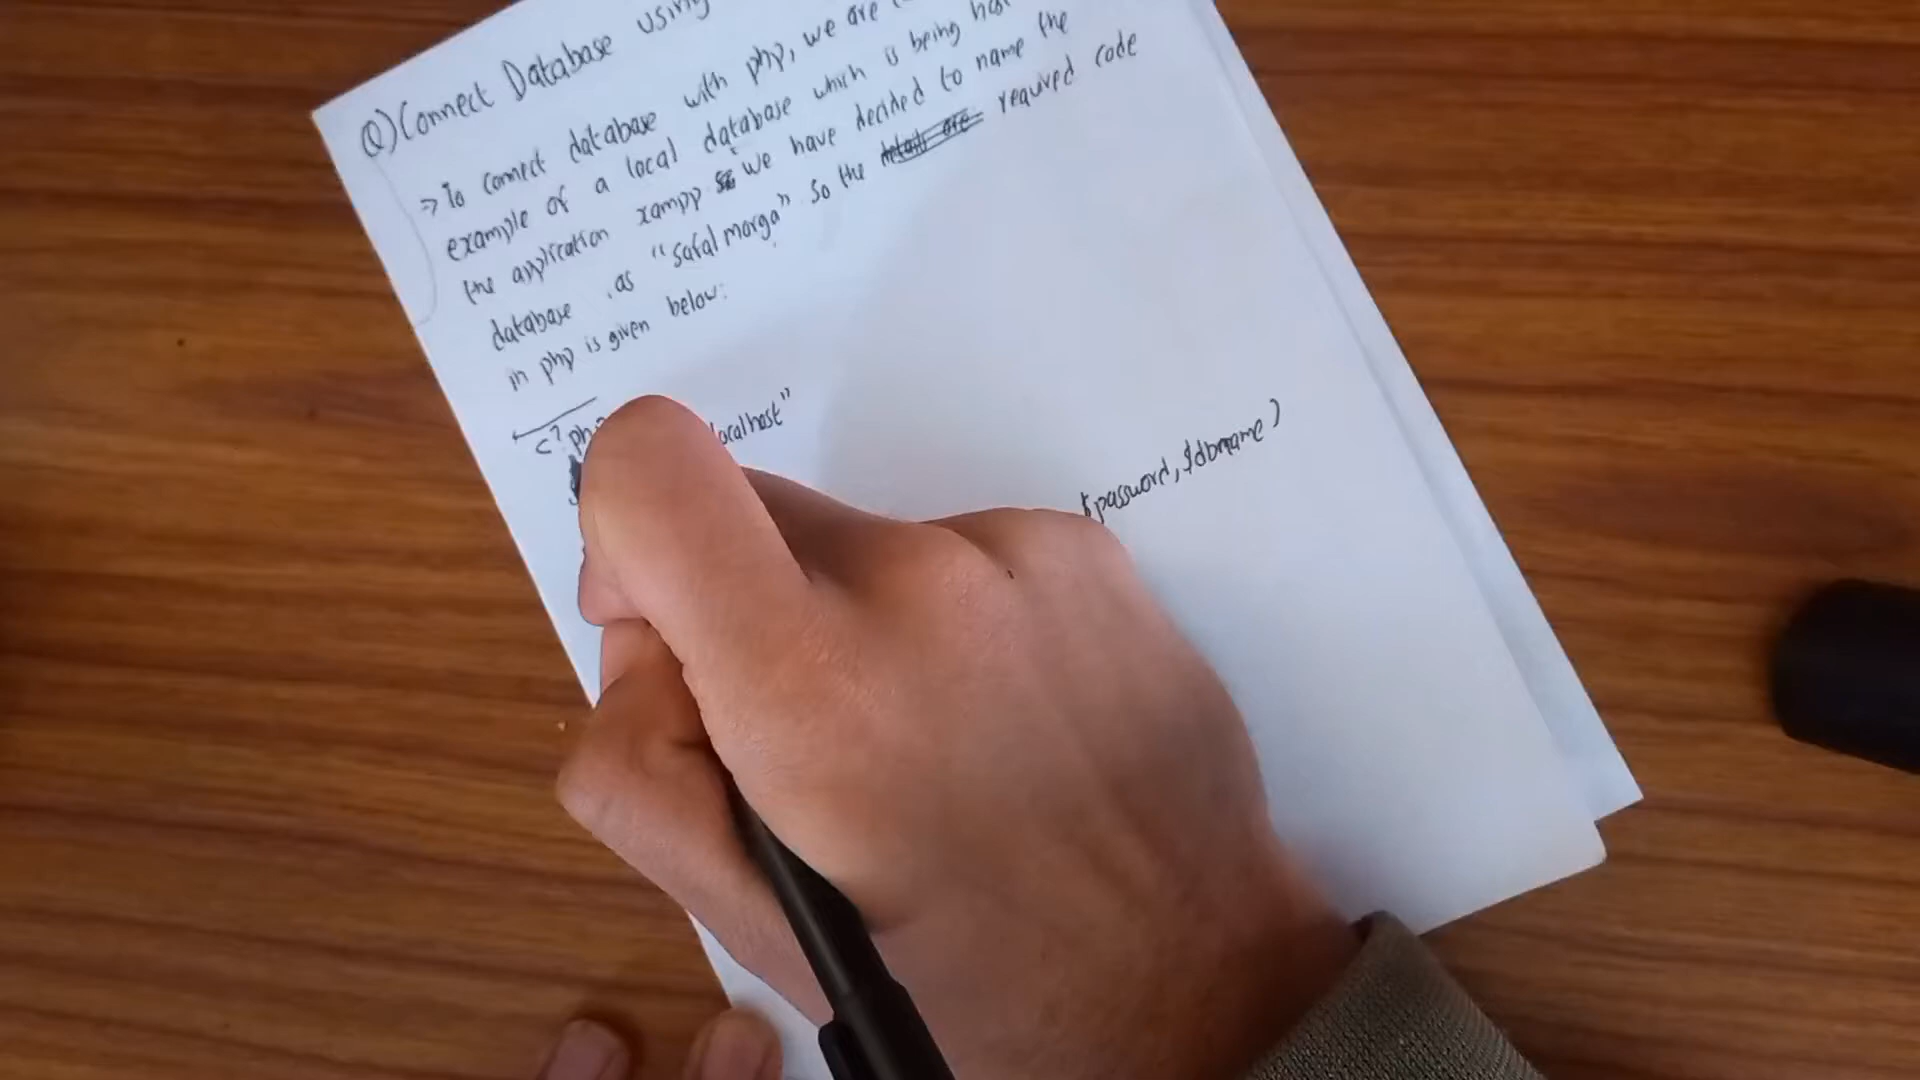 Q) Connect Database using
⇒ To connect database with php, we are
example of a local database which is being
the application xampp we have decided to name the
database as "safal morga" so the required code
in php is given below:
<?php
localhost"
$password, $dbname )